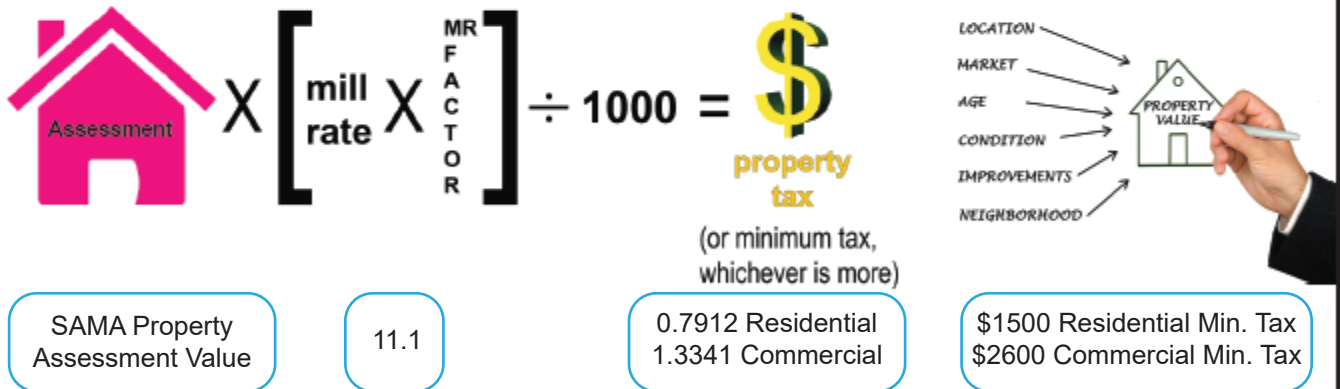 Assessment
X
mill
rate
X
MR
F
A
C
T
O
R
÷ 1000 =
$
property
tax
(or minimum tax,
whichever is more)
LOCATION
MARKET
AGE
CONDITION
IMPROVEMENTS
NEIGHBORHOOD
PROPERTY
VALUE
SAMA Property
Assessment Value
11.1
0.7912 Residential
1.3341 Commercial
$1500 Residential Min. Tax
$2600 Commercial Min. Tax